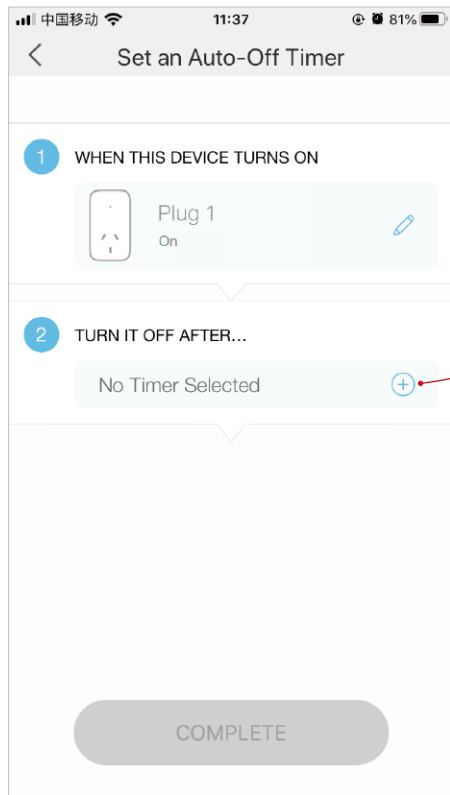 中国移动 11:37 81%
Set an Auto-Off Timer
1 WHEN THIS DEVICE TURNS ON
Plug 1
On
2 TURN IT OFF AFTER...
No Timer Selected
COMPLETE